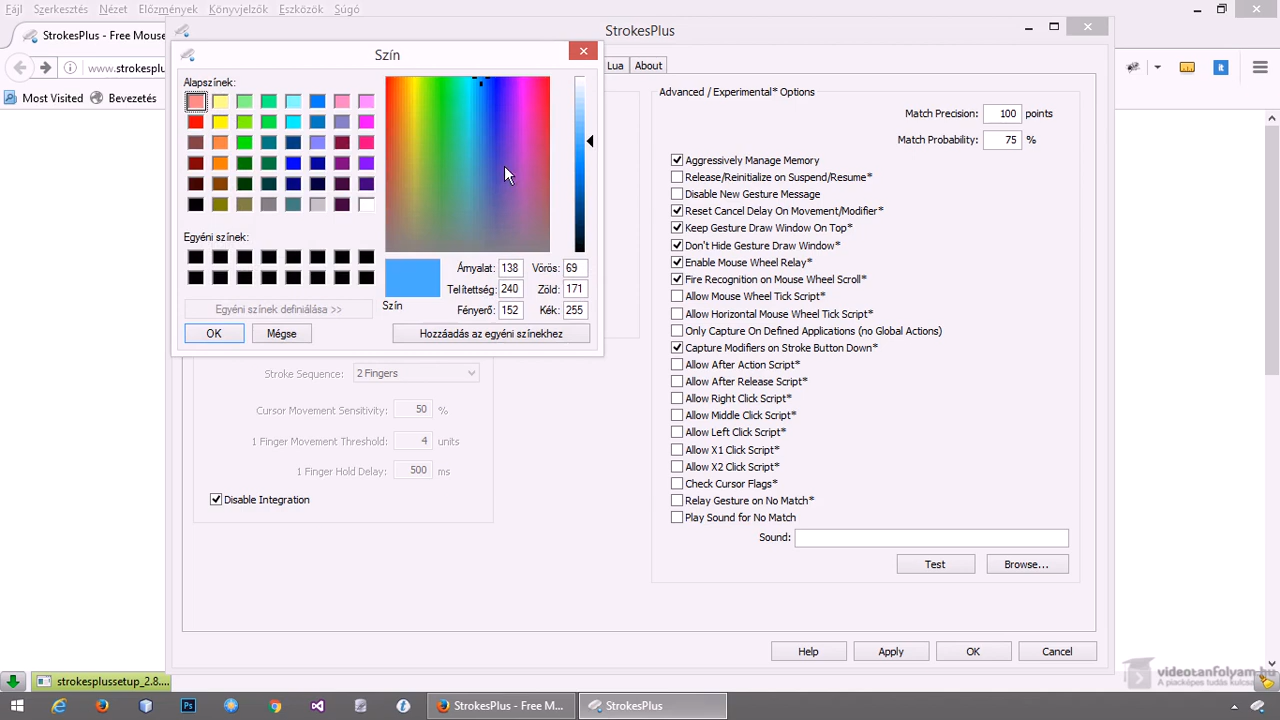 Fájl Szerkesztés Nézet Előzmények Könyvjelzők Eszközök Súgó
StrokesPlus - Free Mouse
StrokesPlus
www.strokesplu
Most Visited Bevezetés
Szín
Alapszínek:
Egyéni színek:
Egyéni színek definiálása >>
OK Mégse
Szín
Árnyalat: 138 Vörös: 69
Telítettség: 240 Zöld: 171
Fényerő: 152 Kék: 255
Hozzáadás az egyéni színekhez
Lua About
Advanced / Experimental* Options
Match Precision: 100 points
Match Probability: 75 %
Aggressively Manage Memory
Release/Reinitialize on Suspend/Resume*
Disable New Gesture Message
Reset Cancel Delay On Movement/Modifier*
Keep Gesture Draw Window On Top*
Don't Hide Gesture Draw Window*
Enable Mouse Wheel Relay*
Fire Recognition on Mouse Wheel Scroll*
Allow Mouse Wheel Tick Script*
Allow Horizontal Mouse Wheel Tick Script*
Only Capture On Defined Applications (no Global Actions)
Capture Modifiers on Stroke Button Down*
Allow After Action Script*
Allow After Release Script*
Allow Right Click Script*
Allow Middle Click Script*
Allow Left Click Script*
Allow X1 Click Script*
Allow X2 Click Script*
Check Cursor Flags*
Relay Gesture on No Match*
Play Sound for No Match
Sound:
Test Browse...
Stroke Sequence: 2 Fingers
Cursor Movement Sensitivity: 50 %
1 Finger Movement Threshold: 4 units
1 Finger Hold Delay: 500 ms
Disable Integration
Help Apply OK Cancel
videotanfolyam.hu
A piacképes tudás kulcsa
strokesplussetup_2.8....
StrokesPlus - Free M...
StrokesPlus